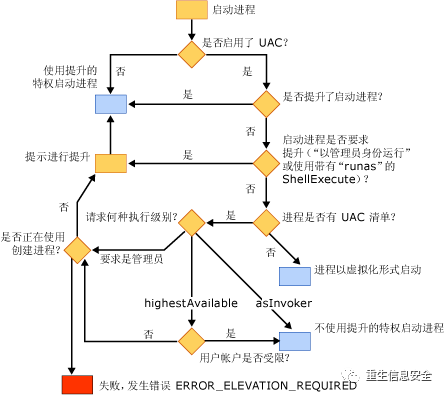 启动进程
是否启用了 UAC？
使用提升的
特权启动进程
否
是
是
是否提升了启动进程？
否
启动进程是否要求
提升（“以管理员身份运行”
或使用带有“runas”的
ShellExecute）？
提示进行提升
是
否
否
请求何种执行级别？
是
进程是否有 UAC 清单？
是否正在使用
创建进程？
要求是管理员
否
进程以虚拟化形式启动
highestAvailable
asInvoker
否
是
不使用提升的特权启动进程
用户帐户是否受限？
是
失败，发生错误 ERROR_ELEVATION_REQUIRED
重生信息安全